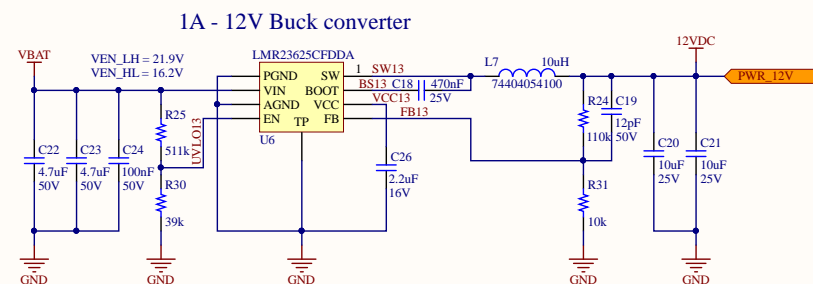 1A - 12V Buck converter
VBAT
VEN_LH = 21.9V
VEN_HL = 16.2V
LMR23625CFDDA
PGND
VIN
AGND
EN
TP
SW
BOOT
VCC
FB
U6
1
SW13
BS13
VCC13
FB13
C18
470nF
25V
L7
10uH
74404054100
12VDC
PWR_12V
R25
511k
UVLO13
R30
39k
C22
4.7uF
50V
C23
4.7uF
50V
C24
100nF
50V
C26
2.2uF
16V
R24
110k
C19
12pF
50V
R31
10k
C20
10uF
25V
C21
10uF
25V
GND
GND
GND
GND
GND